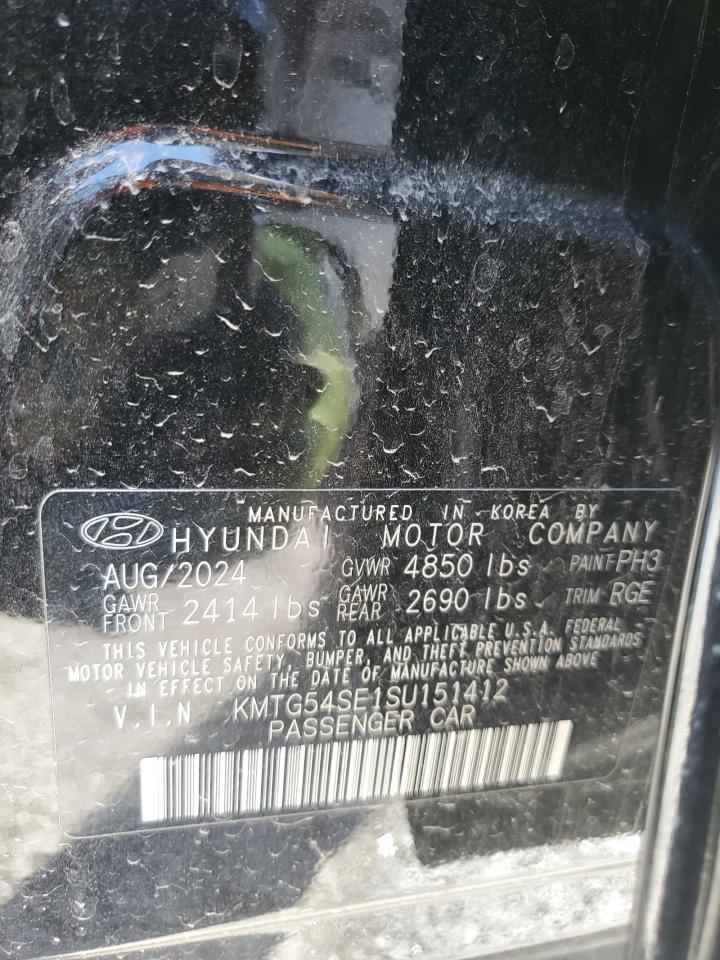 MANUFACTURED IN KOREA BY
HYUNDAI MOTOR COMPANY
AUG/2024 GVWR 4850 lbs PAINT PH3
GAWR FRONT 2414 lbs GAWR REAR 2690 lbs TRIM RGE
THIS VEHICLE CONFORMS TO ALL APPLICABLE U.S.A. FEDERAL
MOTOR VEHICLE SAFETY, BUMPER, AND THEFT PREVENTION STANDARDS
IN EFFECT ON THE DATE OF MANUFACTURE SHOWN ABOVE
V.I.N KMTG54SE1SU151412
PASSENGER CAR